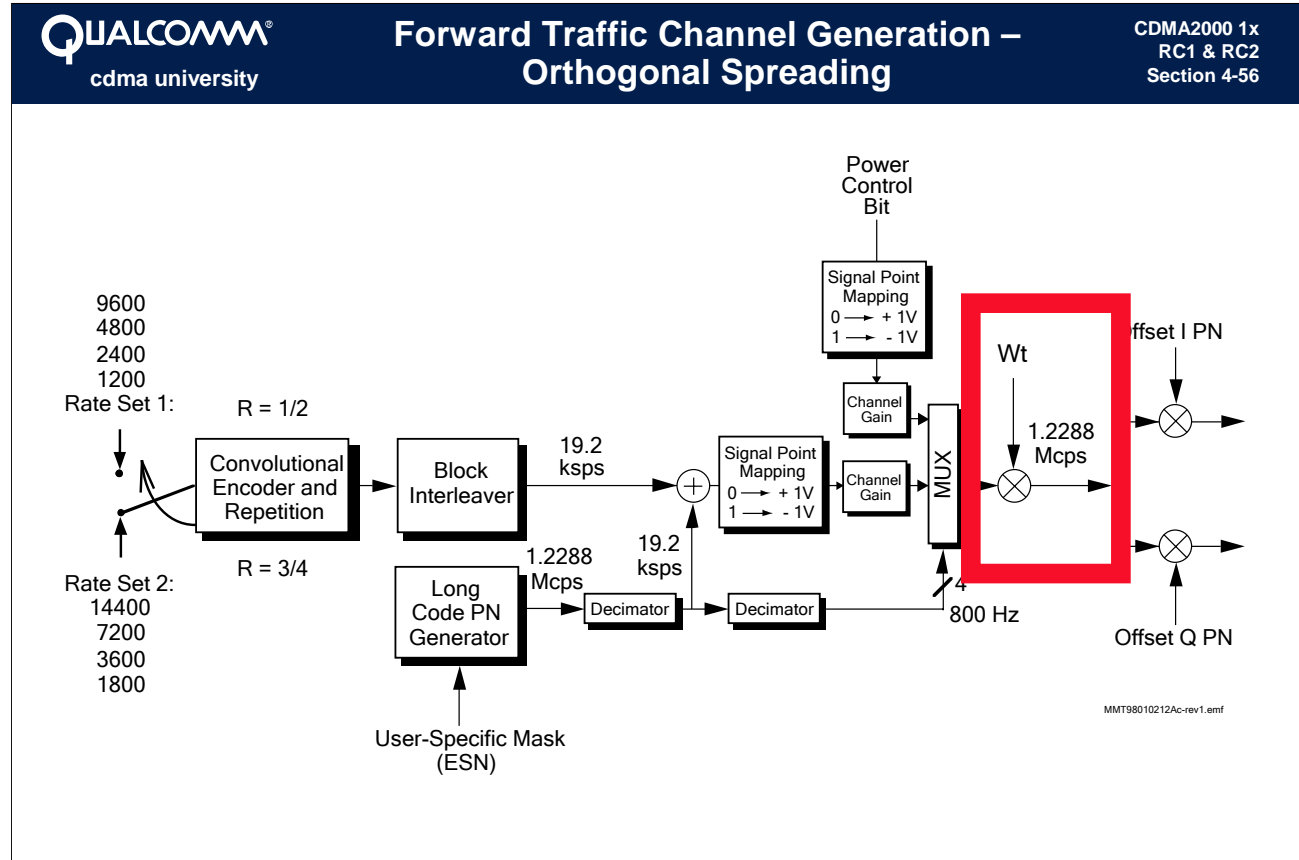 QUALCOMM®
cdma university
Forward Traffic Channel Generation –
Orthogonal Spreading
CDMA2000 1x
RC1 & RC2
Section 4-56
Power
Control
Bit
Signal Point
Mapping
0 → + 1V
1 → - 1V
9600
4800
2400
1200
Rate Set 1:
R = 1/2
Convolutional
Encoder and
Repetition
R = 3/4
Rate Set 2:
14400
7200
3600
1800
Block
Interleaver
19.2
ksps
Signal Point
Mapping
0 → + 1V
1 → - 1V
Channel
Gain
Channel
Gain
MUX
Wt
1.2288
Mcps
Offset I PN
Offset Q PN
Long
Code PN
Generator
1.2288
Mcps
Decimator
19.2
ksps
Decimator
4
800 Hz
User-Specific Mask
(ESN)
MMT98010212Ac-rev1.emf